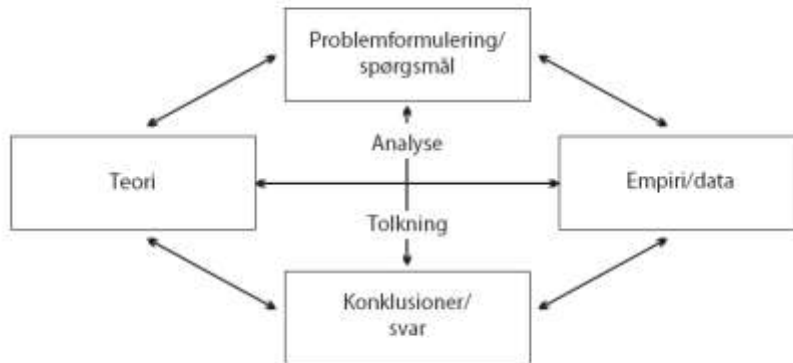 Problemformulering/
spørgsmål
Analyse
Teori
Empiri/data
Tolkning
Konklusioner/
svar